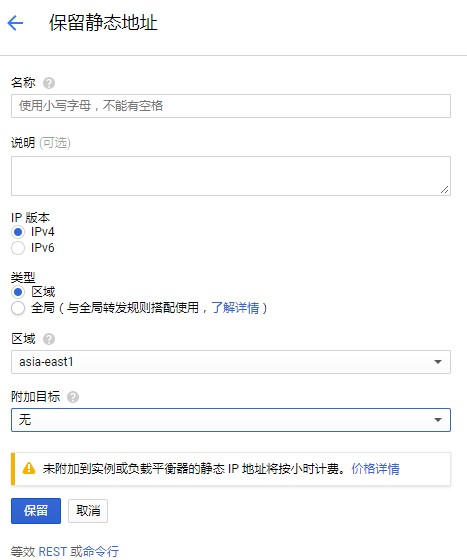 保留静态地址
名称
使用小写字母，不能有空格
说明 (可选)
IP 版本
IPv4
IPv6
类型
区域
全局（与全局转发规则搭配使用，了解详情）
区域
asia-east1
附加目标
无
未附加到实例或负载平衡器的静态 IP 地址将按小时计费。价格详情
保留 取消
等效 REST 或命令行